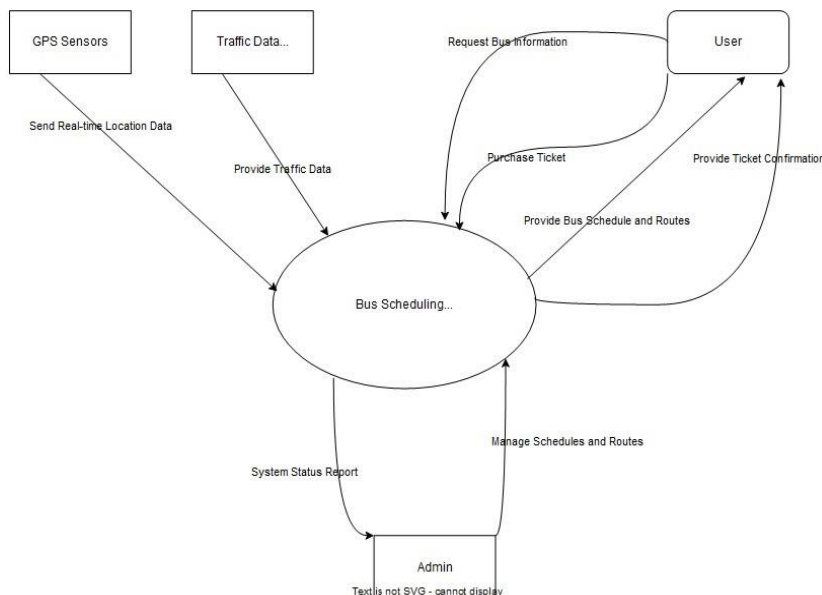 GPS Sensors
Traffic Data...
Request Bus Information
User
Send Real-time Location Data
Provide Traffic Data
Purchase Ticket
Provide Ticket Confirmation
Provide Bus Schedule and Routes
Bus Scheduling...
Manage Schedules and Routes
System Status Report
Admin
Text is not SVG - cannot display